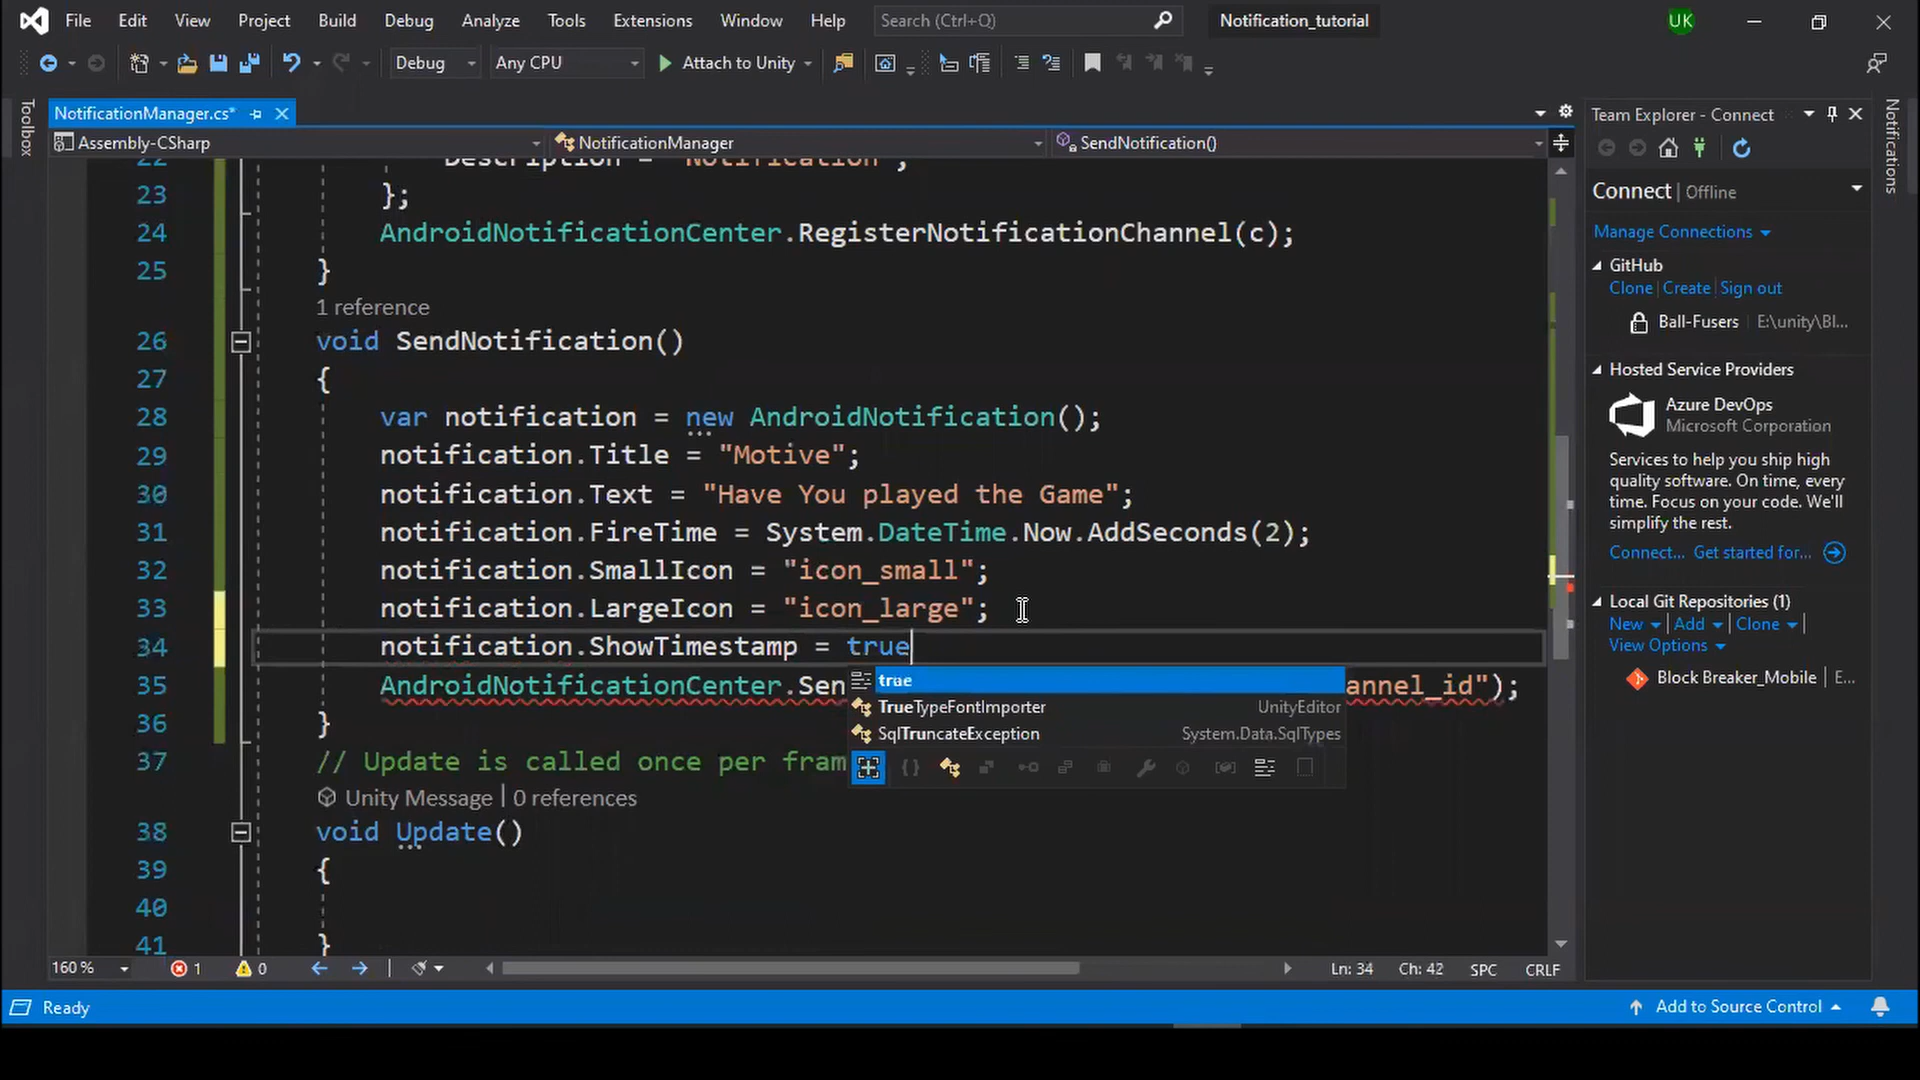 File Edit View Project Build Debug Analyze Tools Extensions Window Help Search (Ctrl+Q) Notification_tutorial UK
Debug Any CPU Attach to Unity
Toolbox
NotificationManager.cs*
Assembly-CSharp NotificationManager SendNotification()
22 Description = "Notification",
23 };
24 AndroidNotificationCenter.RegisterNotificationChannel(c);
25 }
1 reference
26 void SendNotification()
27 {
28 var notification = new AndroidNotification();
29 notification.Title = "Motive";
30 notification.Text = "Have You played the Game";
31 notification.FireTime = System.DateTime.Now.AddSeconds(2);
32 notification.SmallIcon = "icon_small";
33 notification.LargeIcon = "icon_large";
34 notification.ShowTimestamp = true
35 AndroidNotificationCenter.Sen annel_id");
true
TrueTypeFontImporter UnityEditor
SqlTruncateException System.Data.SqlTypes
36 }
37 // Update is called once per fram
Unity Message | 0 references
38 void Update()
39 {
40
41 }
160 % 1 0 Ln: 34 Ch: 42 SPC CRLF
Ready Add to Source Control
Team Explorer - Connect
Connect | Offline
Manage Connections
GitHub
Clone | Create | Sign out
Ball-Fusers E:\unity\Bl...
Hosted Service Providers
Azure DevOps
Microsoft Corporation
Services to help you ship high
quality software. On time, every
time. Focus on your code. We'll
simplify the rest.
Connect... Get started for...
Local Git Repositories (1)
New | Add | Clone |
View Options
Block Breaker_Mobile | E...
Notifications